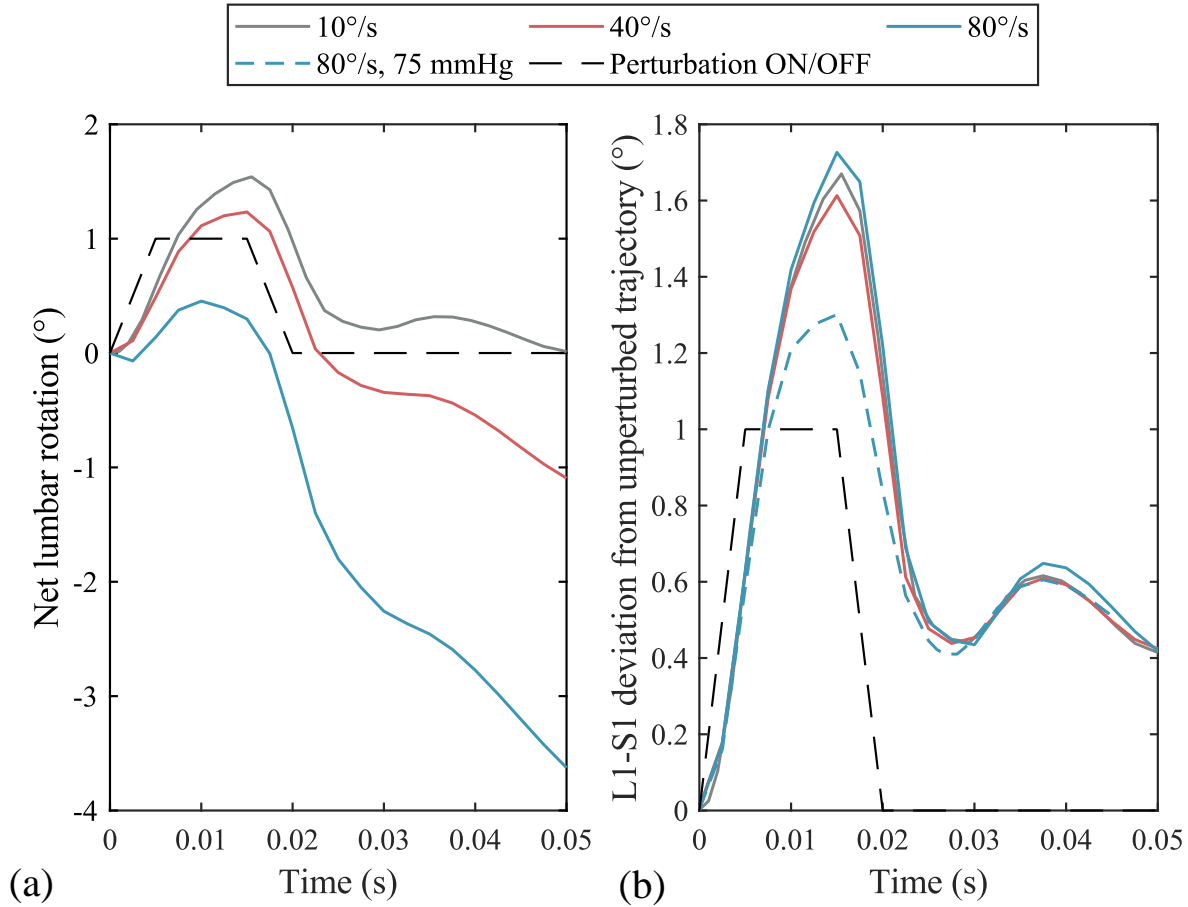 10°/s 40°/s 80°/s
80°/s, 75 mmHg Perturbation ON/OFF
Net lumbar rotation (°)
2
1
0
-1
-2
-3
-4
0 0.01 0.02 0.03 0.04 0.05
Time (s)
(a)
L1-S1 deviation from unperturbed trajectory (°)
1.8
1.6
1.4
1.2
1
0.8
0.6
0.4
0.2
0
0 0.01 0.02 0.03 0.04 0.05
Time (s)
(b)